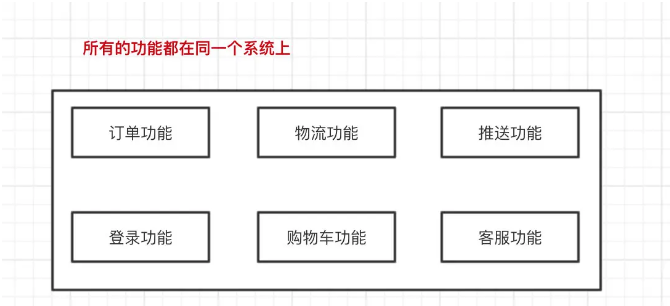 所有的功能都在同一个系统上
订单功能
物流功能
推送功能
登录功能
购物车功能
客服功能